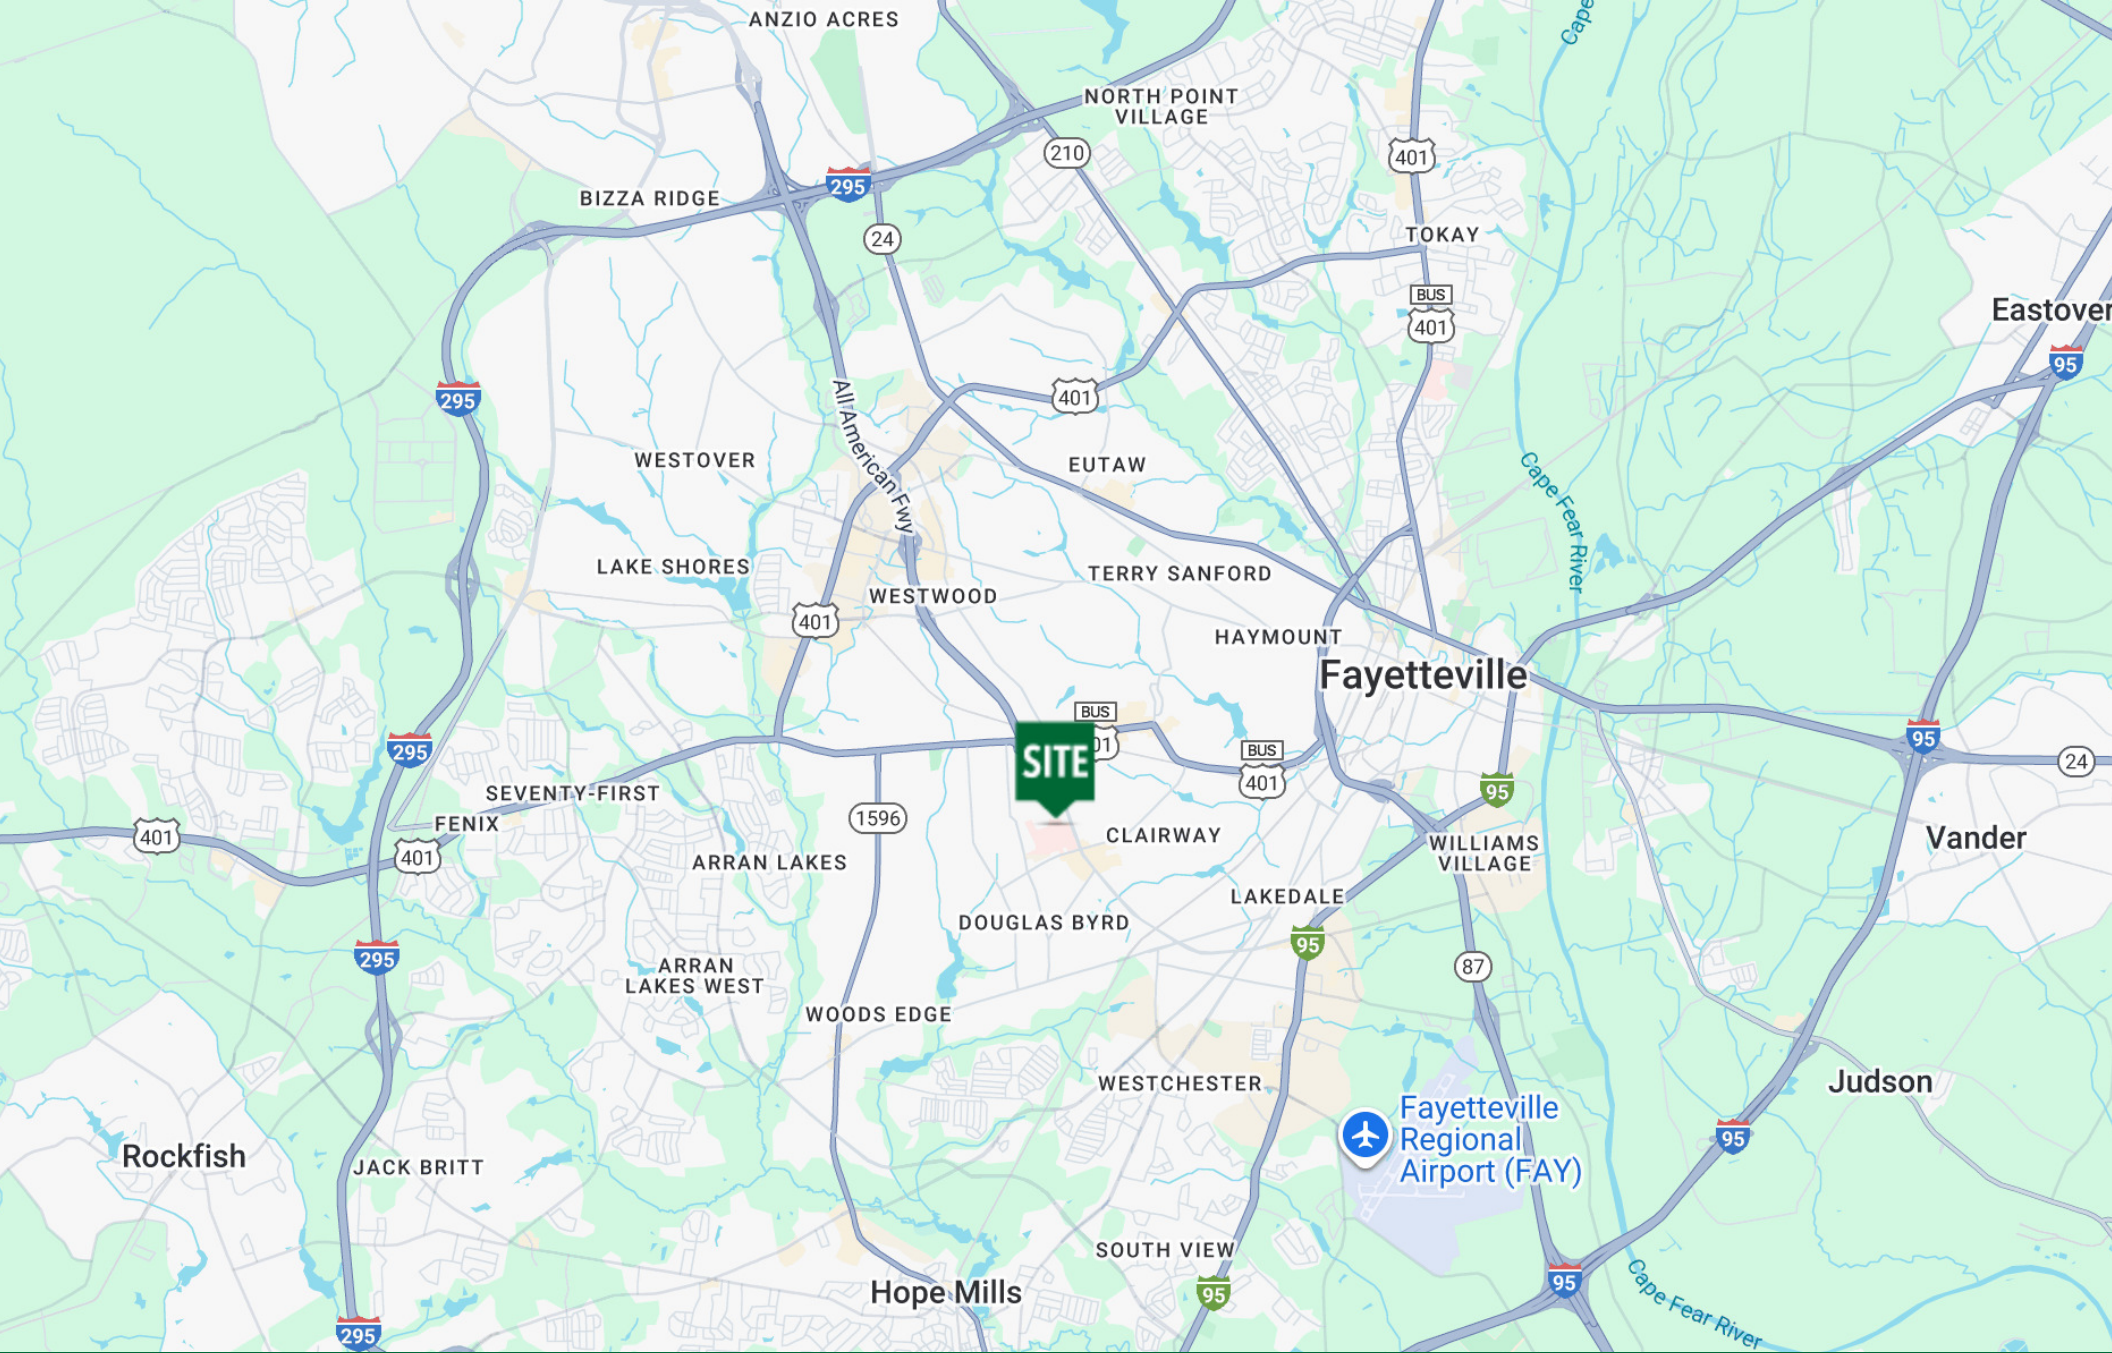 ANZIO ACRES
Cape
NORTH POINT
VILLAGE
210
401
295
BIZZA RIDGE
24
TOKAY
BUS
401
Eastover
95
295
All American Fwy
401
WESTOVER
EUTAW
Cape Fear River
LAKE SHORES
TERRY SANFORD
WESTWOOD
401
HAYMOUNT
Fayetteville
BUS
01
SITE
BUS
401
295
95
24
SEVENTY-FIRST
95
FENIX
1596
401
401
CLAIRWAY
WILLIAMS
VILLAGE
Vander
ARRAN LAKES
LAKEDALE
DOUGLAS BYRD
95
295
ARRAN
LAKES WEST
87
WOODS EDGE
WESTCHESTER
Judson
Fayetteville
Regional
Airport (FAY)
95
Rockfish
JACK BRITT
SOUTH VIEW
Hope Mills
95
95
Cape Fear River
295